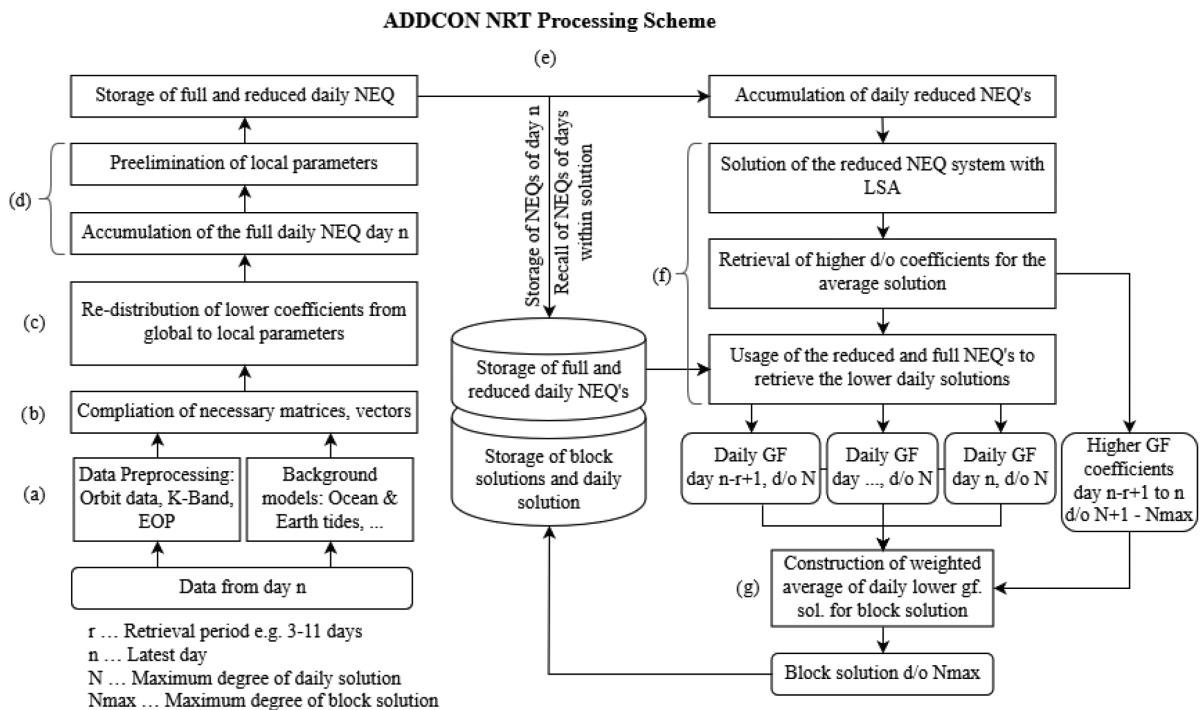 ADDCON NRT Processing Scheme
(e)
Storage of full and reduced daily NEQ
Preelimination of local parameters
(d)
Accumulation of the full daily NEQ day n
(c)
Re-distribution of lower coefficients from
global to local parameters
(b)
Compliation of necessary matrices, vectors
(a)
Data Preprocessing:
Orbit data, K-Band,
EOP
Background
models: Ocean &
Earth tides, ...
Data from day n
r ... Retrieval period e.g. 3-11 days
n ... Latest day
N ... Maximum degree of daily solution
Nmax ... Maximum degree of block solution
Storage of NEQs of day n
Recall of NEQs of days
within solution
Storage of full and
reduced daily NEQ's
Storage of block
solutions and daily
solution
Accumulation of daily reduced NEQ's
Solution of the reduced NEQ system with
LSA
(f)
Retrieval of higher d/o coefficients for the
average solution
Usage of the reduced and full NEQ's to
retrieve the lower daily solutions
Daily GF
day n-r+1, d/o N
Daily GF
day ..., d/o N
Daily GF
day n, d/o N
Higher GF
coefficients
day n-r+1 to n
d/o N+1 - Nmax
(g)
Construction of weighted
average of daily lower gf.
sol. for block solution
Block solution d/o Nmax